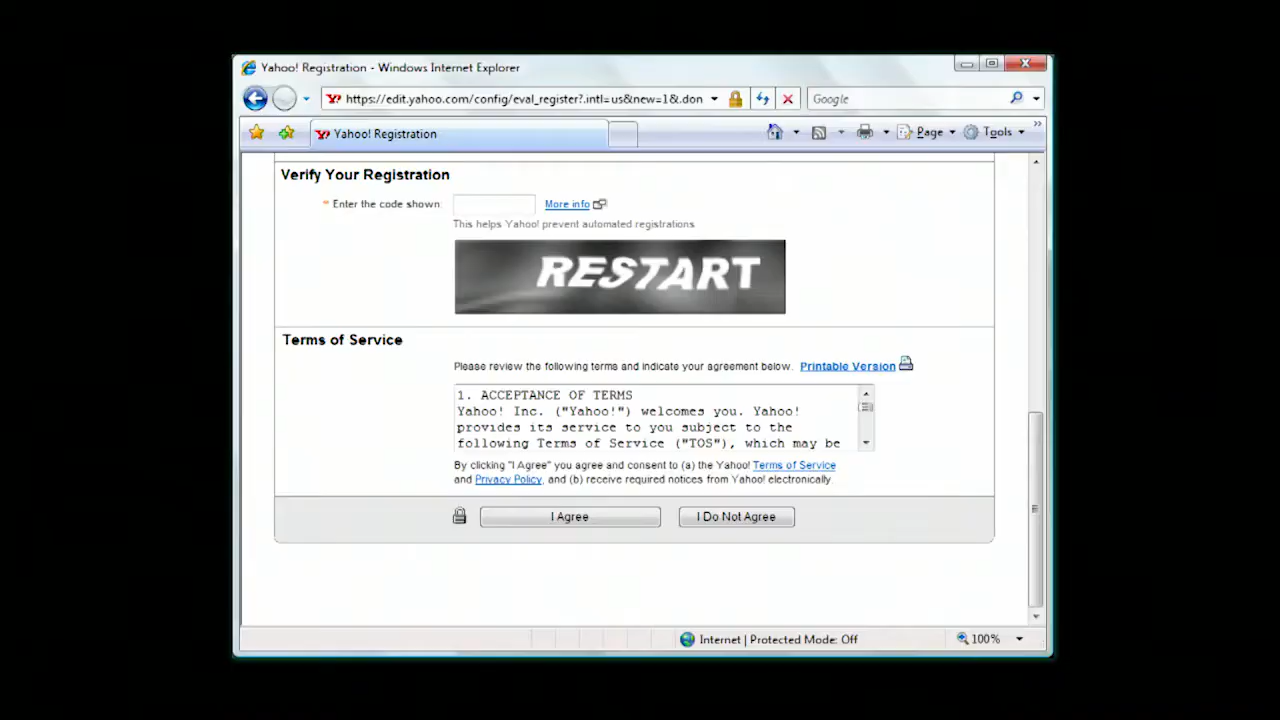 Yahoo! Registration - Windows Internet Explorer
https://edit.yahoo.com/config/eval_register?.intl=us&new=1&.don
Google
Yahoo! Registration
Page
Tools
Verify Your Registration
* Enter the code shown:
More info
This helps Yahoo! prevent automated registrations
RESTART
Terms of Service
Please review the following terms and indicate your agreement below. Printable Version
1. ACCEPTANCE OF TERMS
Yahoo! Inc. ("Yahoo!") welcomes you. Yahoo!
provides its service to you subject to the
following Terms of Service ("TOS"), which may be
By clicking "I Agree" you agree and consent to (a) the Yahoo! Terms of Service
and Privacy Policy, and (b) receive required notices from Yahoo! electronically.
I Agree
I Do Not Agree
Internet | Protected Mode: Off
100%